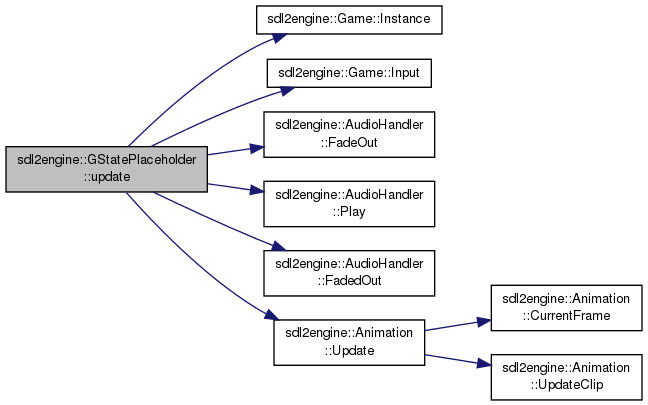 sdl2engine::Game::Instance
sdl2engine::Game::Input
sdl2engine::AudioHandler
::FadeOut
sdl2engine::GStatePlaceholder
::update
sdl2engine::AudioHandler
::Play
sdl2engine::AudioHandler
::FadedOut
sdl2engine::Animation
::Update
sdl2engine::Animation
::CurrentFrame
sdl2engine::Animation
::UpdateClip